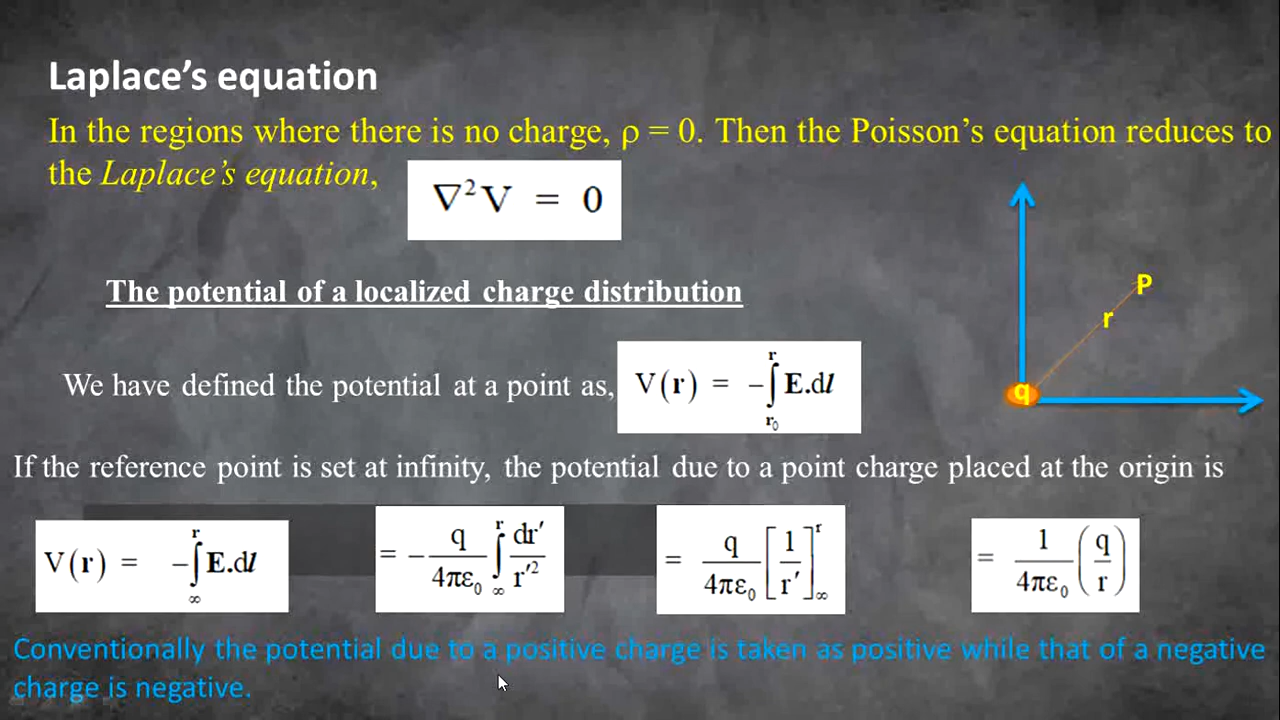 Laplace’s equation
In the regions where there is no charge, ρ = 0. Then the Poisson’s equation reduces to
the Laplace’s equation,
∇²V = 0
The potential of a localized charge distribution
P
r
q
We have defined the potential at a point as,
V(r) = -∫_{r₀}^{r} E.dl
If the reference point is set at infinity, the potential due to a point charge placed at the origin is
V(r) = -∫_{∞}^{r} E.dl = - q/4πε₀ ∫_{∞}^{r} dr′/r′² = q/4πε₀ [1/r′]_{∞}^{r} = 1/4πε₀ (q/r)
Conventionally the potential due to a positive charge is taken as positive while that of a negative
charge is negative.